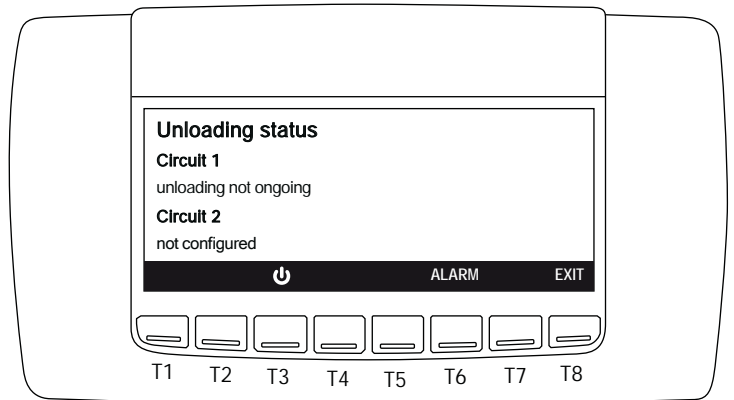 Unloading status
Circuit 1
unloading not ongoing
Circuit 2
not configured
ALARM EXIT
T1 T2 T3 T4 T5 T6 T7 T8